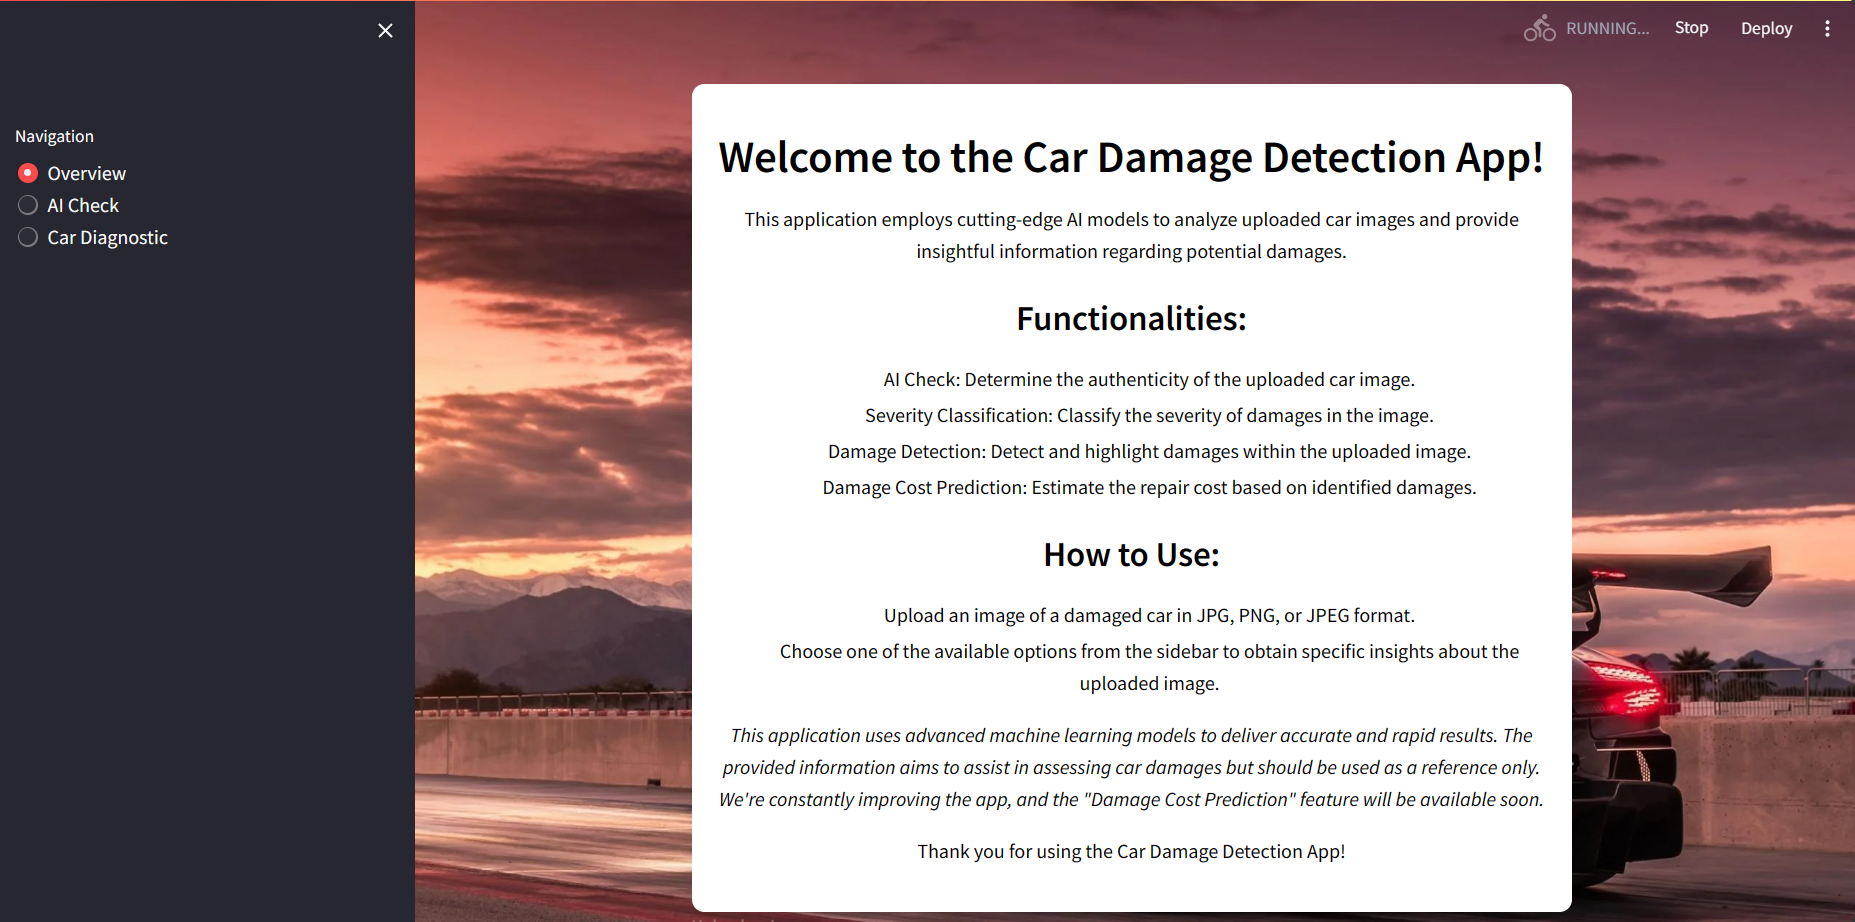 RUNNING...
Stop
Deploy
Navigation
Overview
AI Check
Car Diagnostic
Welcome to the Car Damage Detection App!
This application employs cutting-edge AI models to analyze uploaded car images and provide
insightful information regarding potential damages.
Functionalities:
AI Check: Determine the authenticity of the uploaded car image.
Severity Classification: Classify the severity of damages in the image.
Damage Detection: Detect and highlight damages within the uploaded image.
Damage Cost Prediction: Estimate the repair cost based on identified damages.
How to Use:
Upload an image of a damaged car in JPG, PNG, or JPEG format.
Choose one of the available options from the sidebar to obtain specific insights about the
uploaded image.
This application uses advanced machine learning models to deliver accurate and rapid results. The
provided information aims to assist in assessing car damages but should be used as a reference only.
We're constantly improving the app, and the "Damage Cost Prediction" feature will be available soon.
Thank you for using the Car Damage Detection App!